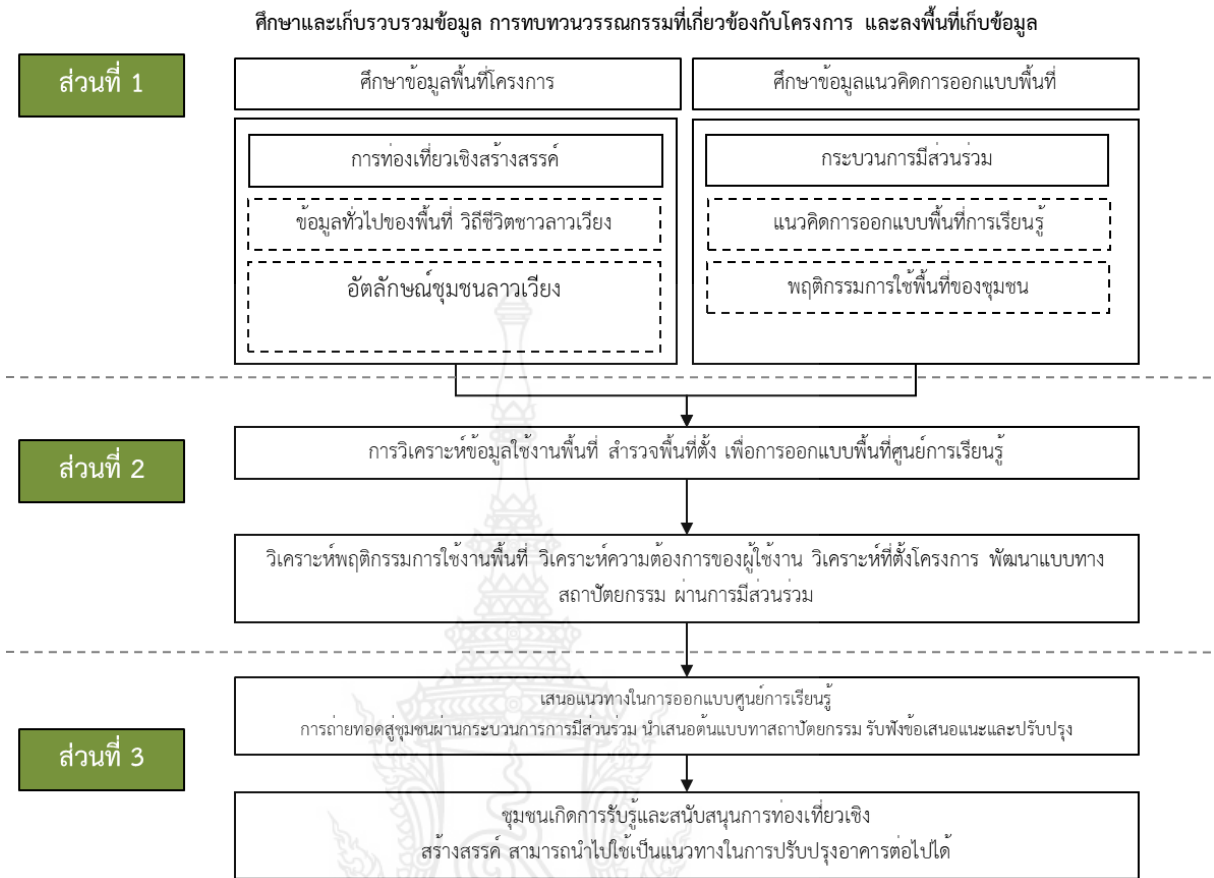 ศึกษาและเก็บรวบรวมข้อมูล การทบทวนวรรณกรรมที่เกี่ยวข้องกับโครงการ และลงพื้นที่เก็บข้อมูล
ส่วนที่ 1
ศึกษาข้อมูลพื้นที่โครงการ
ศึกษาข้อมูลแนวคิดการออกแบบพื้นที่
การท่องเที่ยวเชิงสร้างสรรค์
ข้อมูลทั่วไปของพื้นที่ วิถีชีวิตชาวลาวเวียง
อัตลักษณ์ชุมชนลาวเวียง
กระบวนการมีส่วนร่วม
แนวคิดการออกแบบพื้นที่การเรียนรู้
พฤติกรรมการใช้พื้นที่ของชุมชน
ส่วนที่ 2
การวิเคราะห์ข้อมูลใช้งานพื้นที่ สำรวจพื้นที่ตั้ง เพื่อการออกแบบพื้นที่ศูนย์การเรียนรู้
วิเคราะห์พฤติกรรมการใช้งานพื้นที่ วิเคราะห์ความต้องการของผู้ใช้งาน วิเคราะห์ที่ตั้งโครงการ พัฒนาแบบทาง
สถาปัตยกรรม ผ่านการมีส่วนร่วม
ส่วนที่ 3
เสนอแนวทางในการออกแบบศูนย์การเรียนรู้
การถ่ายทอดสู่ชุมชนผ่านกระบวนการการมีส่วนร่วม นำเสนอต้นแบบทาสถาปัตยกรรม รับฟังข้อเสนอแนะและปรับปรุง
ชุมชนเกิดการรับรู้และสนับสนุนการท่องเที่ยวเชิง
สร้างสรรค์ สามารถนำไปใช้เป็นแนวทางในการปรับปรุงอาคารต่อไปได้